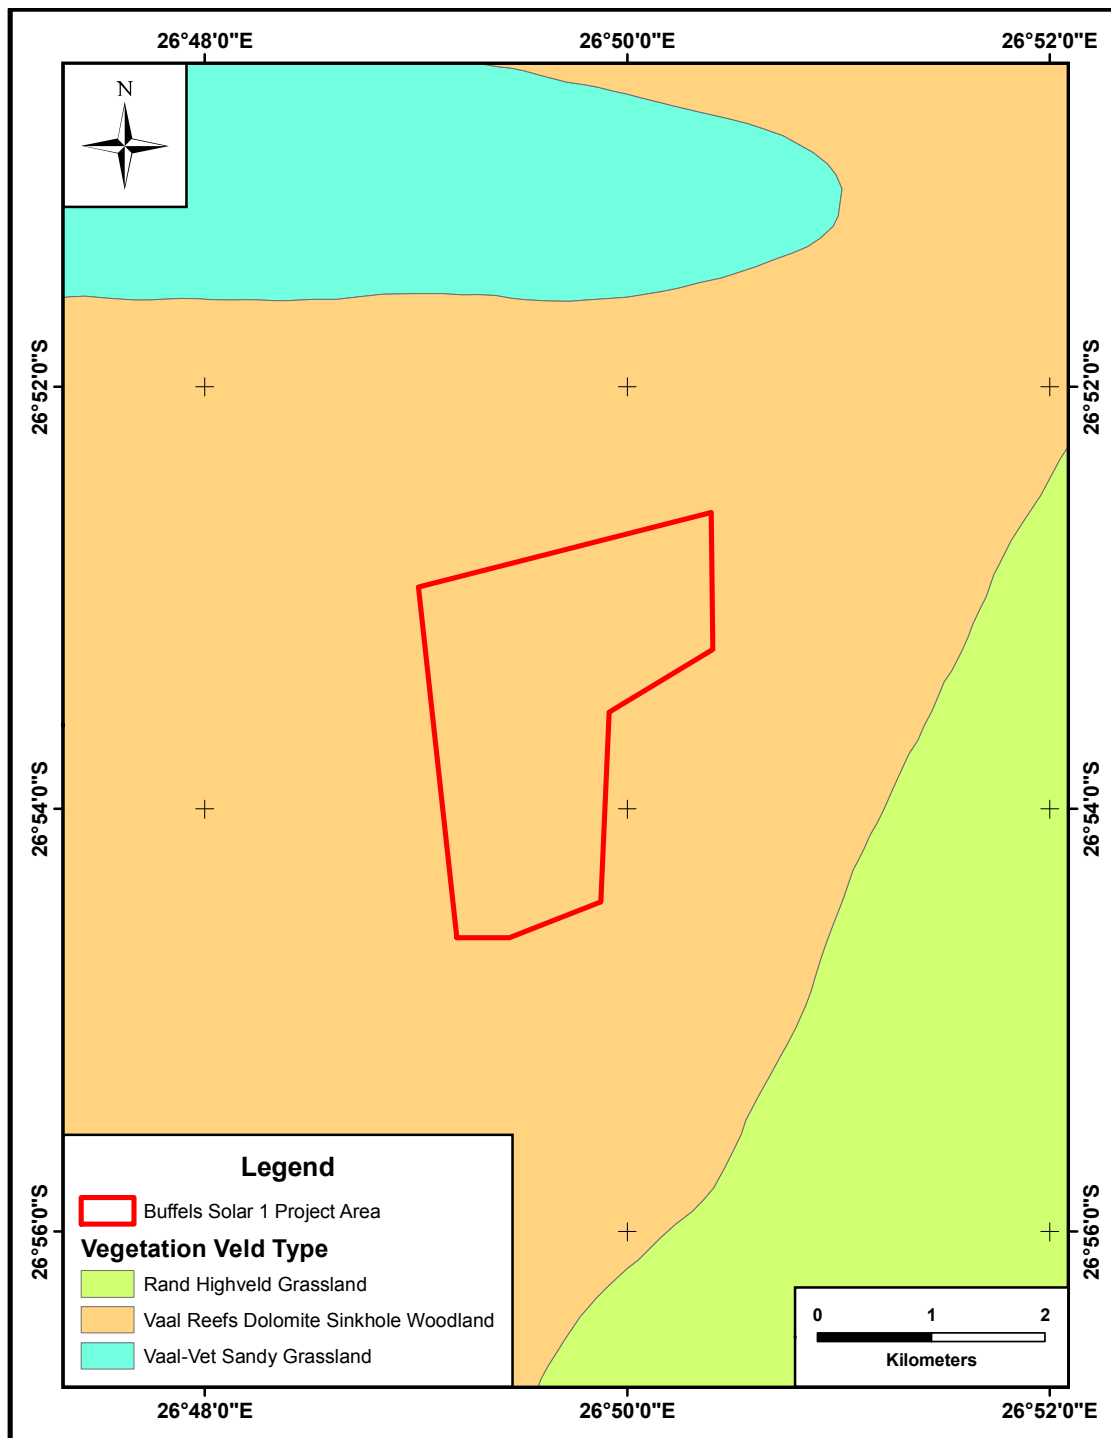 26°48'0"E 26°50'0"E 26°52'0"E
N
26°52'0"S 26°52'0"S
26°54'0"S 26°54'0"S
26°56'0"S 26°56'0"S
Legend
Buffels Solar 1 Project Area
Vegetation Veld Type
Rand Highveld Grassland
Vaal Reefs Dolomite Sinkhole Woodland
Vaal-Vet Sandy Grassland
0 1 2
Kilometers
26°48'0"E 26°50'0"E 26°52'0"E